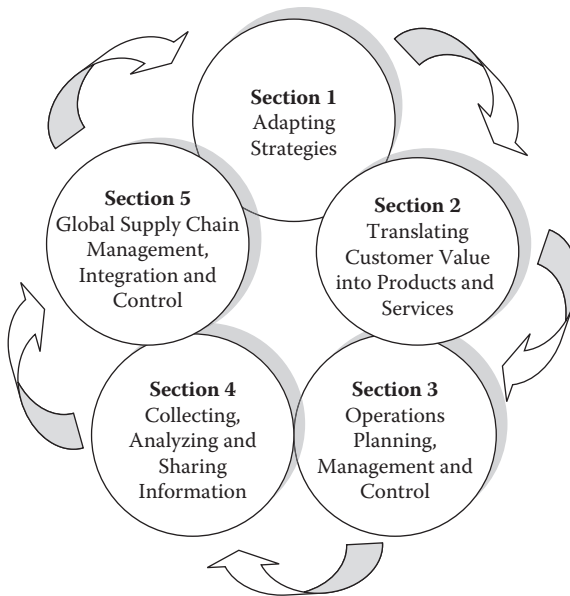 Section 1
Adapting
Strategies
Section 2
Translating
Customer Value
into Products and
Services
Section 3
Operations
Planning,
Management and
Control
Section 4
Collecting,
Analyzing and
Sharing
Information
Section 5
Global Supply Chain
Management,
Integration and
Control